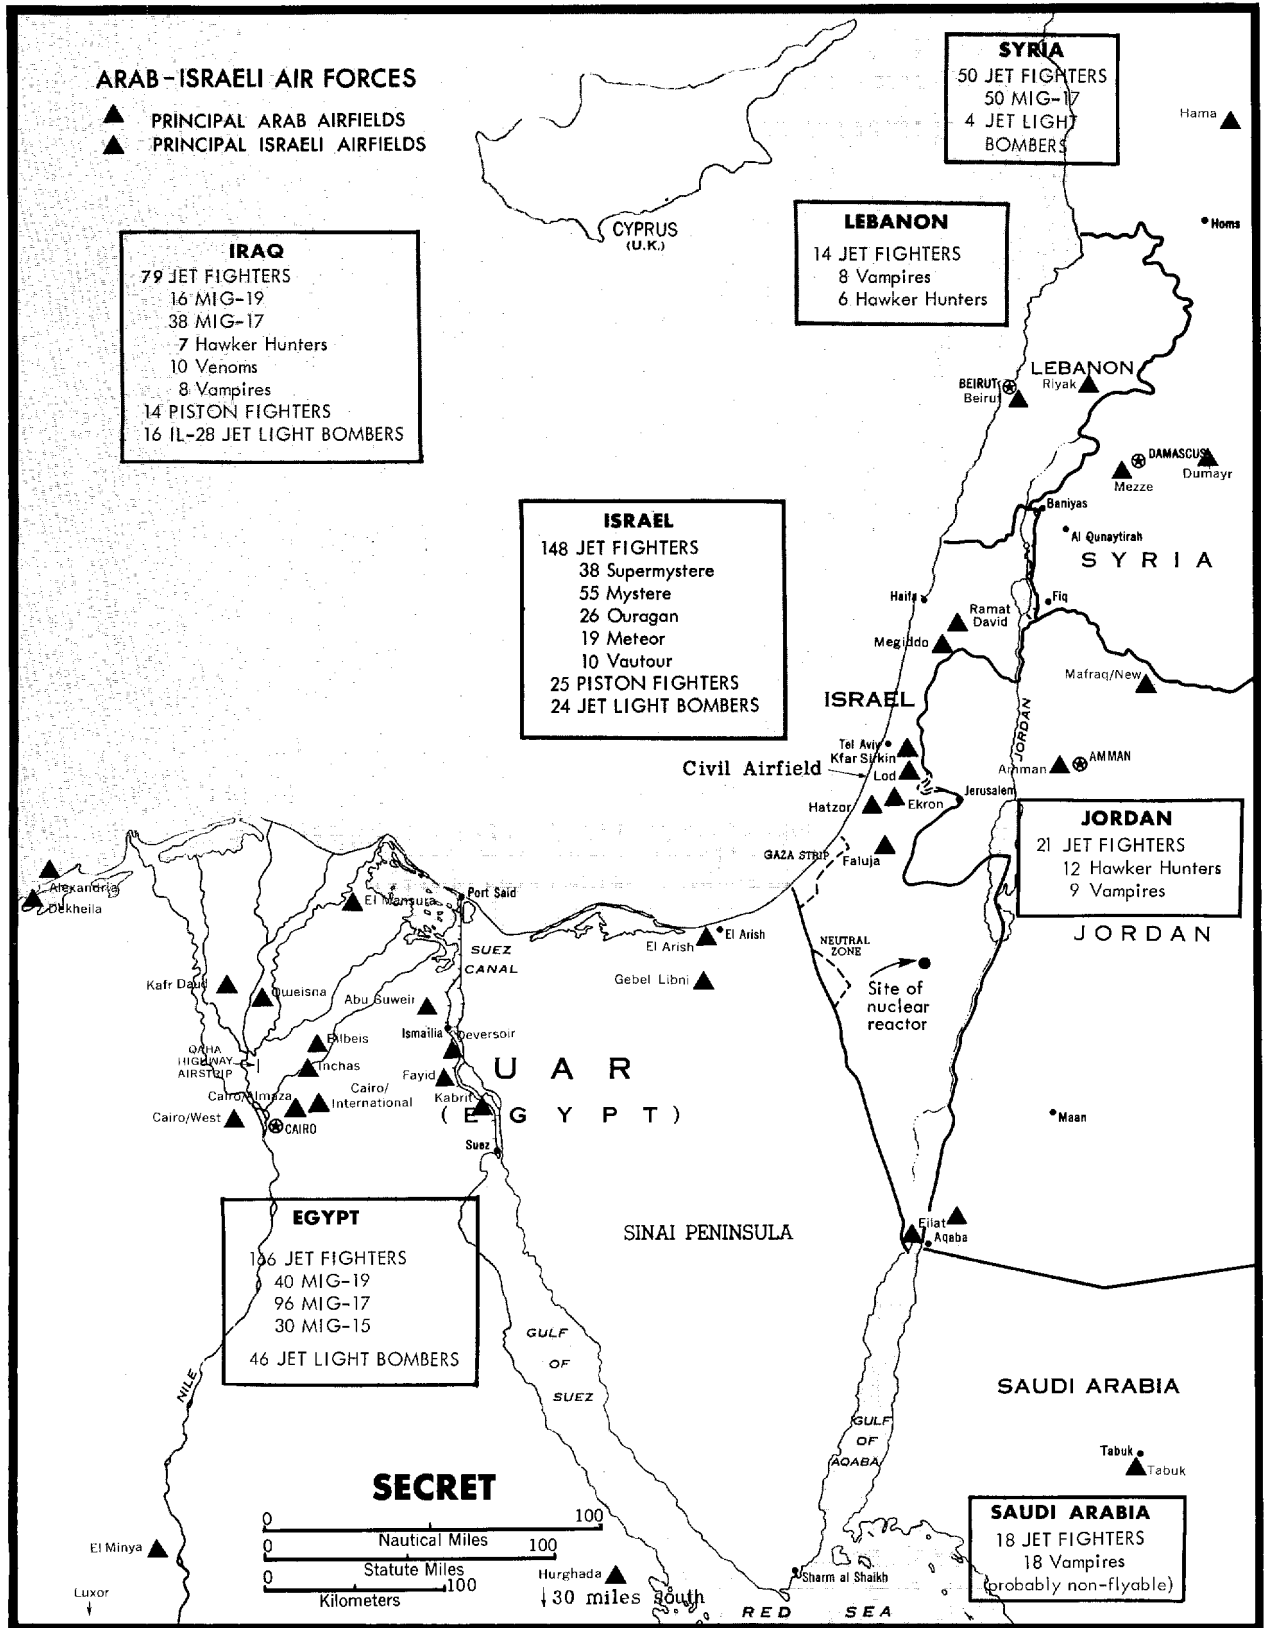 ARAB-ISRAELI AIR FORCES
PRINCIPAL ARAB AIRFIELDS
PRINCIPAL ISRAELI AIRFIELDS
SYRIA
50 JET FIGHTERS
50 MIG-17
4 JET LIGHT
BOMBERS
Hama
Homs
CYPRUS
(U.K.)
LEBANON
14 JET FIGHTERS
8 Vampires
6 Hawker Hunters
IRAQ
79 JET FIGHTERS
16 MIG-19
38 MIG-17
7 Hawker Hunters
10 Venoms
8 Vampires
14 PISTON FIGHTERS
16 IL-28 JET LIGHT BOMBERS
LEBANON
BEIRUT
Beirut
Riyak
DAMASCUS
Mezze
Dumayr
Baniyas
Al Qunaytirah
SYRIA
ISRAEL
148 JET FIGHTERS
38 Supermystere
55 Mystere
26 Ouragan
19 Meteor
10 Vautour
25 PISTON FIGHTERS
24 JET LIGHT BOMBERS
Haifa
Fiq
Ramat
David
Megiddo
Mafraq/New
ISRAEL
JORDAN
Tel Aviv
Kfar Sirkin
Civil Airfield
Lod
Amman
AMMAN
Hatzor
Ekron
Jerusalem
GAZA STRIP
Faluja
JORDAN
21 JET FIGHTERS
12 Hawker Hunters
9 Vampires
JORDAN
Alexandria
Dekheila
El Mansura
Port Said
SUEZ
CANAL
El Arish
El Arish
Gebel Libni
NEUTRAL
ZONE
Site of
nuclear
reactor
Kafr Daud
Qweisna
Abu Suweir
Ismailia
Deversoir
Bilbeis
QAHA
HIGHWAY
AIRSTRIP
Inchas
Fayid
UAR
(EGYPT)
Cairo/Almaza
Cairo/
International
Kabrit
Cairo/West
CAIRO
Suez
Maan
EGYPT
166 JET FIGHTERS
40 MIG-19
96 MIG-17
30 MIG-15
46 JET LIGHT BOMBERS
SINAI PENINSULA
Eilat
Aqaba
NILE
GULF
OF
SUEZ
GULF
OF
AQABA
SAUDI ARABIA
Tabuk
Tabuk
SECRET
0 100
Nautical Miles
0 100
Statute Miles
0 100
Kilometers
SAUDI ARABIA
18 JET FIGHTERS
18 Vampires
(probably non-flyable)
El Minya
Luxor
Hurghada
30 miles south
Sharm al Shaikh
RED SEA